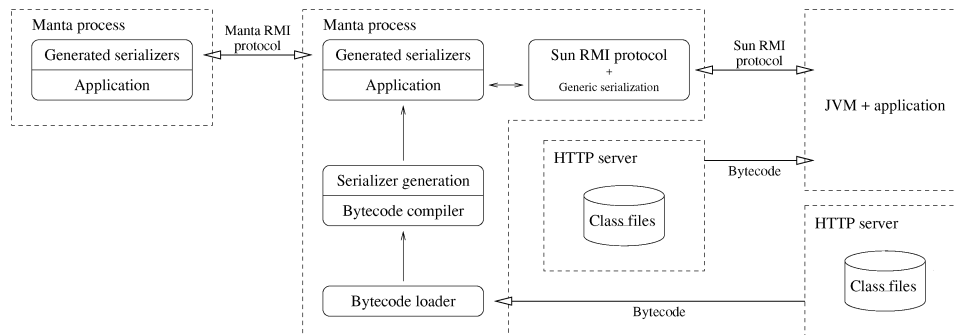 Manta process
Generated serializers
Application
Manta RMI
protocol
Manta process
Generated serializers
Application
Sun RMI protocol
+
Generic serialization
Sun RMI
protocol
JVM + application
Serializer generation
Bytecode compiler
HTTP server
Class files
Bytecode
HTTP server
Class files
Bytecode loader
Bytecode